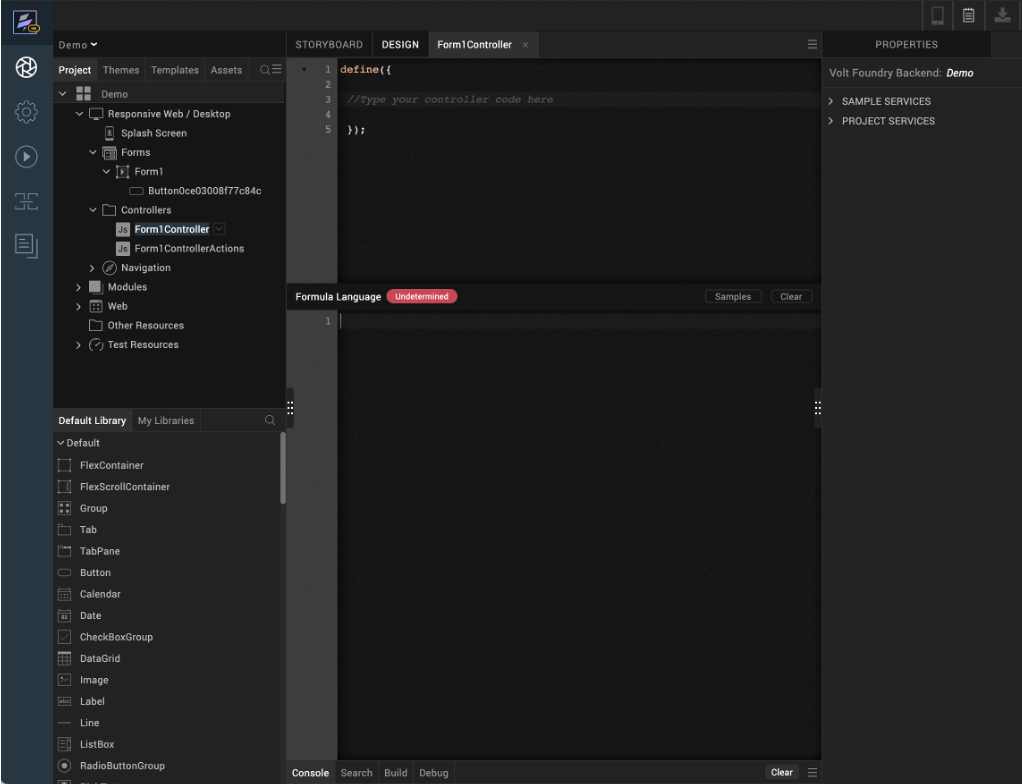 Demo
Project Themes Templates Assets
Demo
Responsive Web / Desktop
Splash Screen
Forms
Form1
Button0ce03008f77c84c
Controllers
Js Form1Controller
Js Form1ControllerActions
Navigation
Modules
Web
Other Resources
Test Resources
Default Library My Libraries
Default
FlexContainer
FlexScrollContainer
Group
Tab
TabPane
Button
Calendar
Date
CheckBoxGroup
DataGrid
Image
abc Label
Line
ListBox
RadioButtonGroup
STORYBOARD DESIGN Form1Controller ×
1 define({
2
3 //Type your controller code here
4
5 });
Formula Language Undetermined Samples Clear
1
Console Search Build Debug Clear
PROPERTIES
Volt Foundry Backend: Demo
SAMPLE SERVICES
PROJECT SERVICES